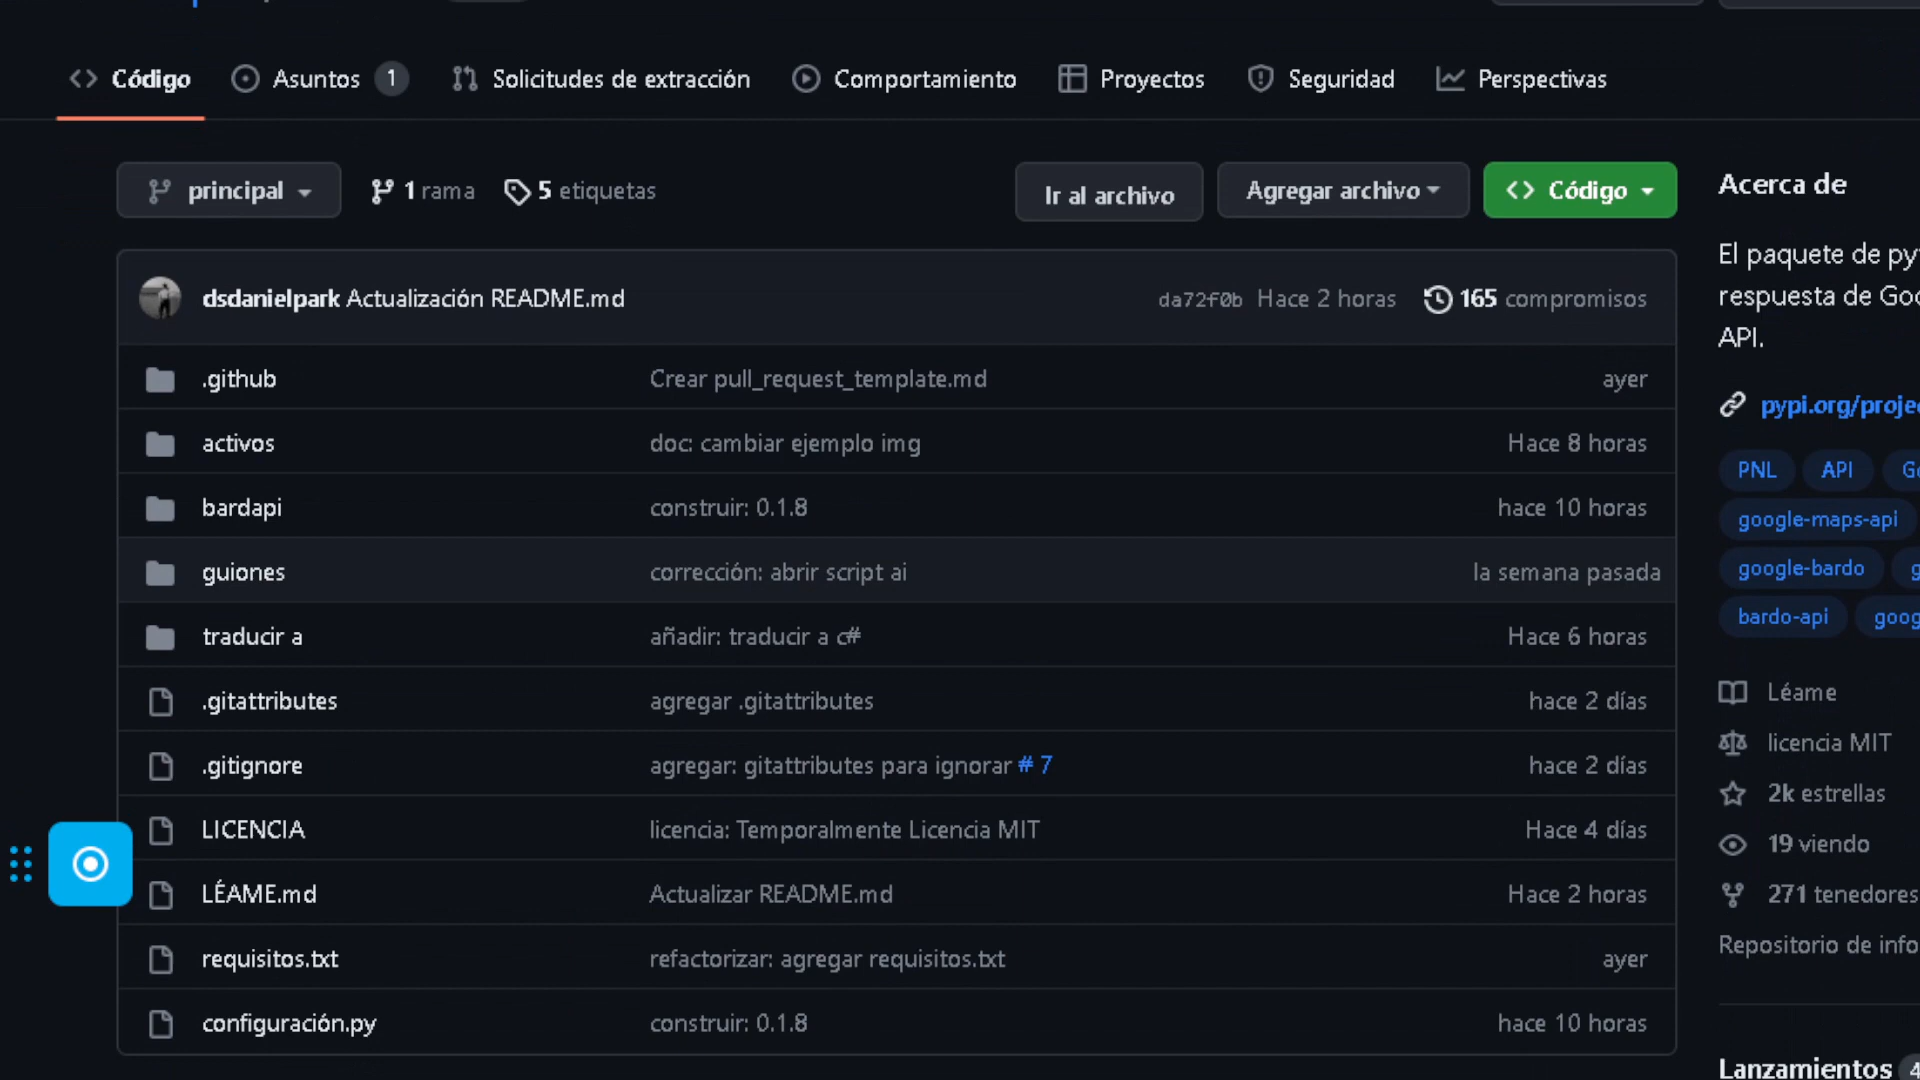 Código Asuntos 1 Solicitudes de extracción Comportamiento Proyectos Seguridad Perspectivas
principal 1 rama 5 etiquetas Ir al archivo Agregar archivo Código
dsdanielpark Actualización README.md da72f0b Hace 2 horas 165 compromisos
.github Crear pull_request_template.md ayer
activos doc: cambiar ejemplo img Hace 8 horas
bardapi construir: 0.1.8 hace 10 horas
guiones corrección: abrir script ai la semana pasada
traducir a añadir: traducir a c# Hace 6 horas
.gitattributes agregar .gitattributes hace 2 días
.gitignore agregar: gitattributes para ignorar # 7 hace 2 días
LICENCIA licencia: Temporalmente Licencia MIT Hace 4 días
LÉAME.md Actualizar README.md Hace 2 horas
requisitos.txt refactorizar: agregar requisitos.txt ayer
configuración.py construir: 0.1.8 hace 10 horas
Acerca de
El paquete de py
respuesta de Goo
API.
pypi.org/projec
PNL API Go
google-maps-api
google-bardo g
bardo-api goog
Léame
licencia MIT
2k estrellas
19 viendo
271 tenedores
Repositorio de info
Lanzamientos 4